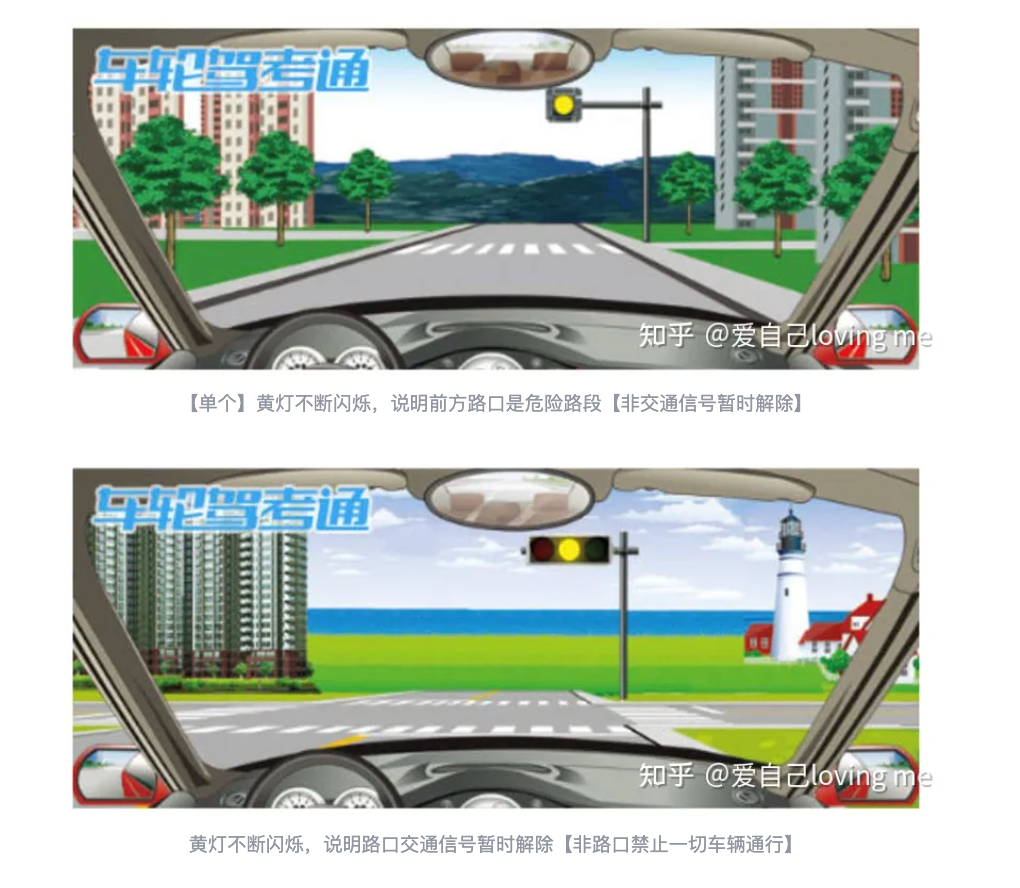 车轮驾考通
知乎 @爱自己loving me
【单个】黄灯不断闪烁，说明前方路口是危险路段【非交通信号暂时解除】
车轮驾考通
知乎 @爱自己loving me
黄灯不断闪烁，说明路口交通信号暂时解除【非路口禁止一切车辆通行】